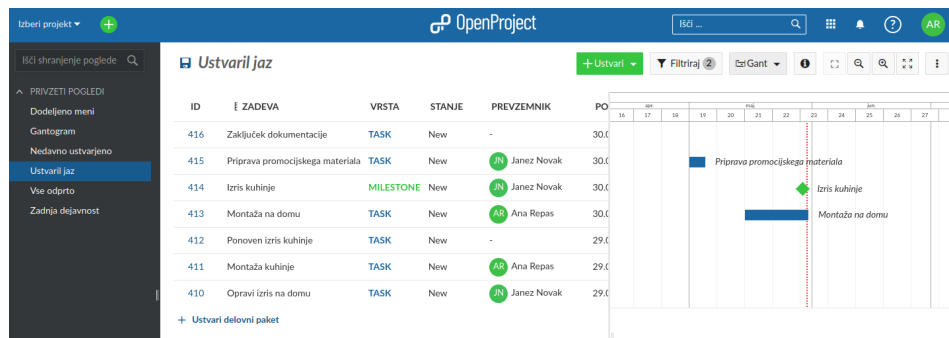 Izberi projekt
OpenProject
Išči ...
AR
Išči shranjenje poglede
Ustvaril jaz
Ustvari
Filtriraj 2
Gant
PRIVZETI POGLEDI
Dodeljeno meni
Gantogram
Nedavno ustvarjeno
Ustvaril jaz
Vse odprto
Zadnja dejavnost
ID ZADEVA VRSTA STANJE PREVZEMNIK PO
416 Zaključek dokumentacije TASK New - 30.0
415 Priprava promocijskega materiala TASK New JN Janez Novak 30.0
414 Izris kuhinje MILESTONE New JN Janez Novak 30.0
413 Montaža na domu TASK New AR Ana Repas 30.0
412 Ponoven izris kuhinje TASK New - 29.0
411 Montaža kuhinje TASK New AR Ana Repas 29.0
410 Opravi izris na domu TASK New JN Janez Novak 29.0
+ Ustvari delovni paket
apr. maj jun.
16 17 18 19 20 21 22 23 24 25 26 27
Priprava promocijskega materiala
Izris kuhinje
Montaža na domu